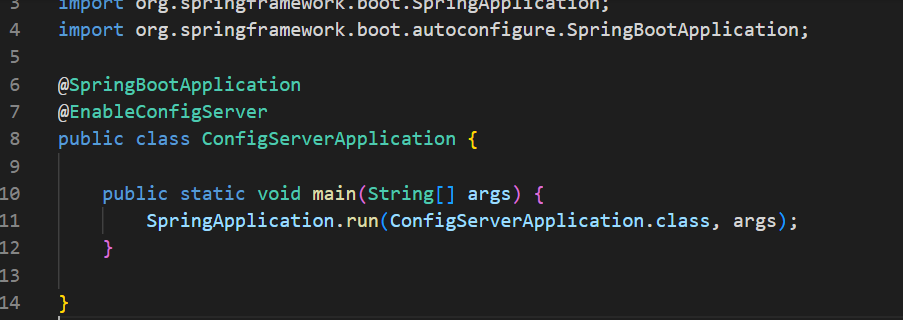 3 import org.springframework.boot.SpringApplication;
4 import org.springframework.boot.autoconfigure.SpringBootApplication;
5
6 @SpringBootApplication
7 @EnableConfigServer
8 public class ConfigServerApplication {
9
10 public static void main(String[] args) {
11 SpringApplication.run(ConfigServerApplication.class, args);
12 }
13
14 }